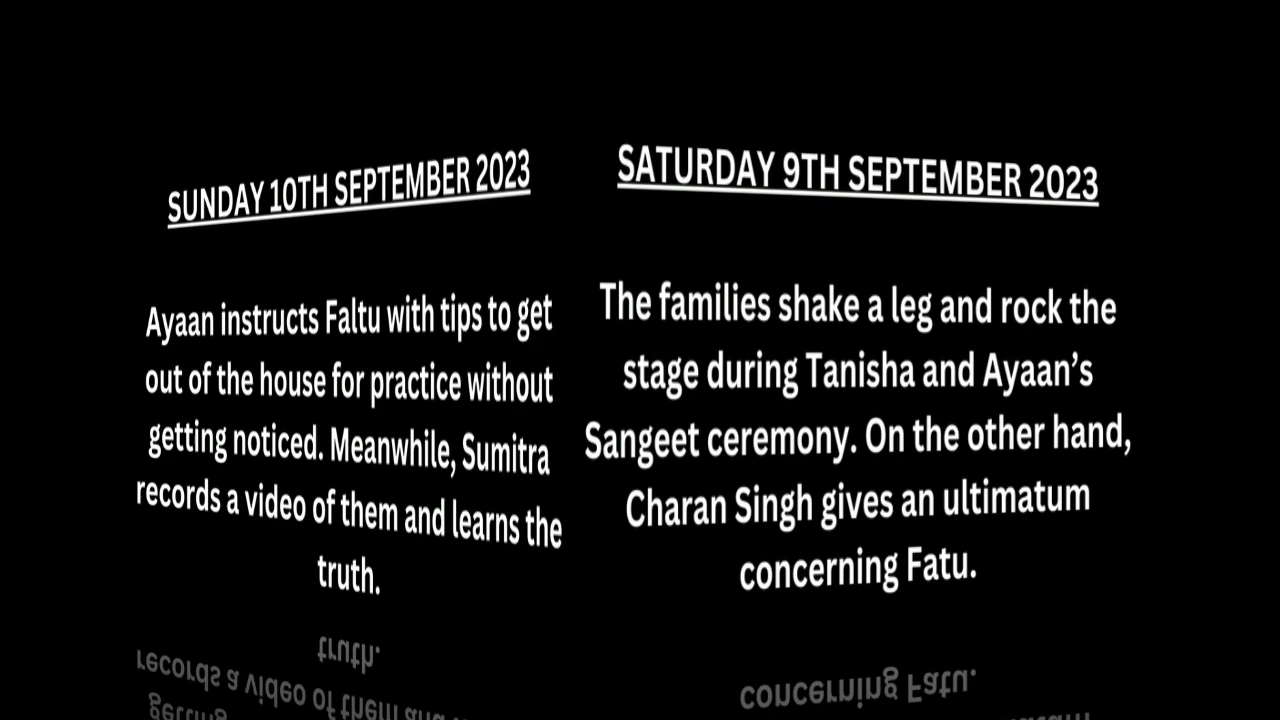 SUNDAY 10TH SEPTEMBER 2023
Ayaan instructs Faltu with tips to get
out of the house for practice without
getting noticed. Meanwhile, Sumitra
records a video of them and learns the
truth.
SATURDAY 9TH SEPTEMBER 2023
The families shake a leg and rock the
stage during Tanisha and Ayaan’s
Sangeet ceremony. On the other hand,
Charan Singh gives an ultimatum
concerning Fatu.